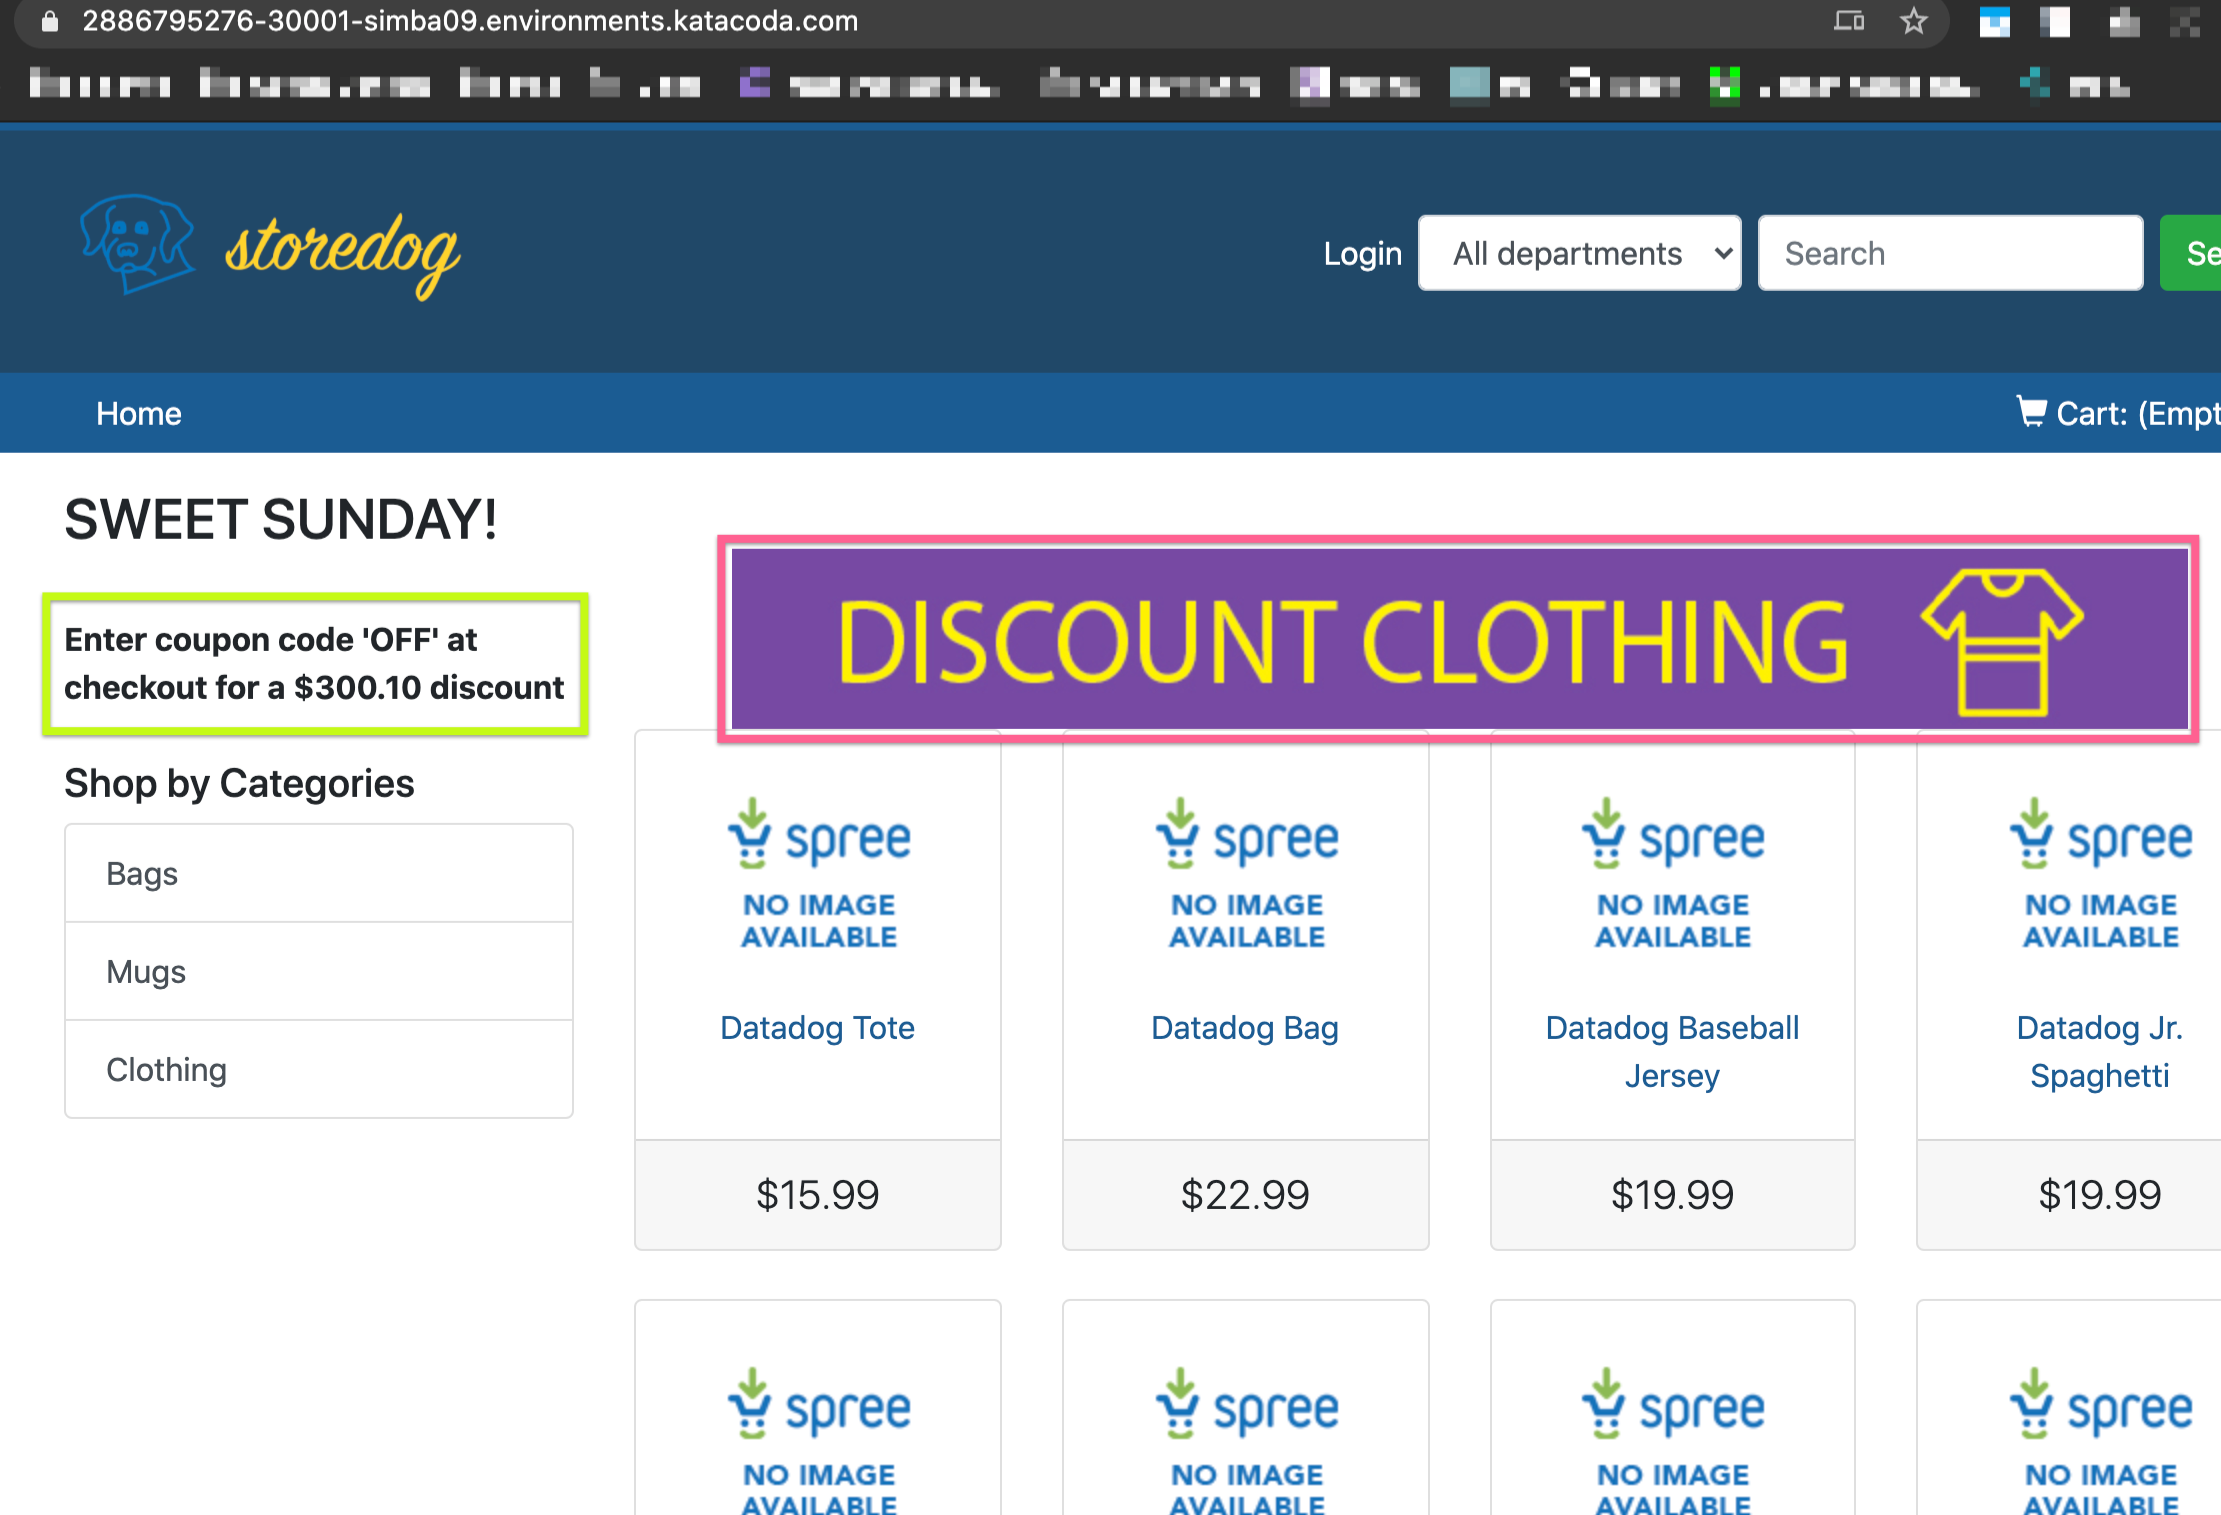 2886795276-30001-simba09.environments.katacoda.com
storedog
Login
All departments
Search
Se
Home
Cart: (Empt
SWEET SUNDAY!
Enter coupon code 'OFF' at
checkout for a $300.10 discount
DISCOUNT CLOTHING
Shop by Categories
Bags
Mugs
Clothing
spree
NO IMAGE
AVAILABLE
Datadog Tote
$15.99
spree
NO IMAGE
AVAILABLE
Datadog Bag
$22.99
spree
NO IMAGE
AVAILABLE
Datadog Baseball
Jersey
$19.99
spree
NO IMAGE
AVAILABLE
Datadog Jr.
Spaghetti
$19.99
spree
NO IMAGE
AVAILABLE
spree
NO IMAGE
AVAILABLE
spree
NO IMAGE
AVAILABLE
spree
NO IMAGE
AVAILABLE